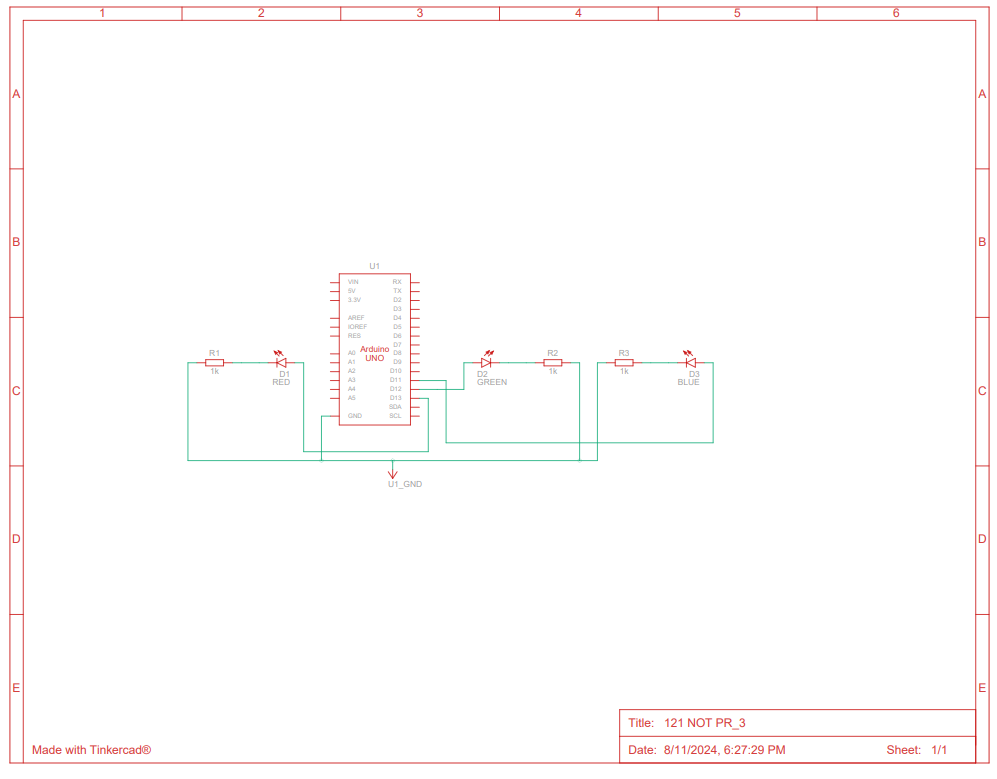 1 2 3 4 5 6
A A
B B
U1
VIN RX
5V TX
3.3V D2
D3
AREF D4
IOREF D5
RES D6
D7
A0 D8
Arduino
UNO
A1 D9
A2 D10
A3 D11
A4 D12
A5 D13
SDA
GND SCL
R1
1k
D1
RED
D2
GREEN
R2
1k
R3
1k
D3
BLUE
C C
U1_GND
D D
E E
Title: 121 NOT PR_3
Made with Tinkercad®
Date: 8/11/2024, 6:27:29 PM Sheet: 1/1